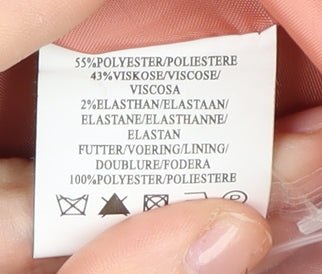 55%POLYESTER/POLIESTERE
43%VISKOSE/VISCOSE/
VISCOSA
2%ELASTHAN/ELASTAAN/
ELASTANE/ELASTHANNE/
ELASTAN
FUTTER/VOERING/LINING/
DOUBLURE/FODERA
100%POLYESTER/POLIESTERE